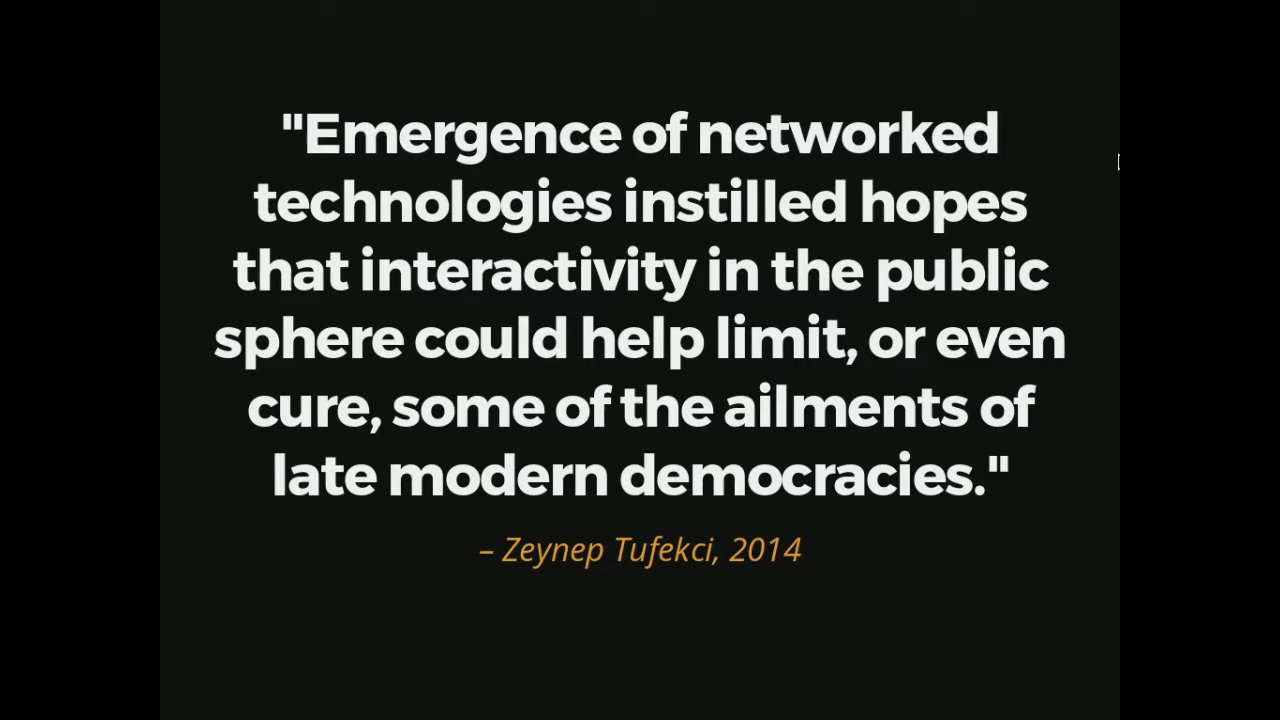 "Emergence of networked
technologies instilled hopes
that interactivity in the public
sphere could help limit, or even
cure, some of the ailments of
late modern democracies."
– Zeynep Tufekci, 2014